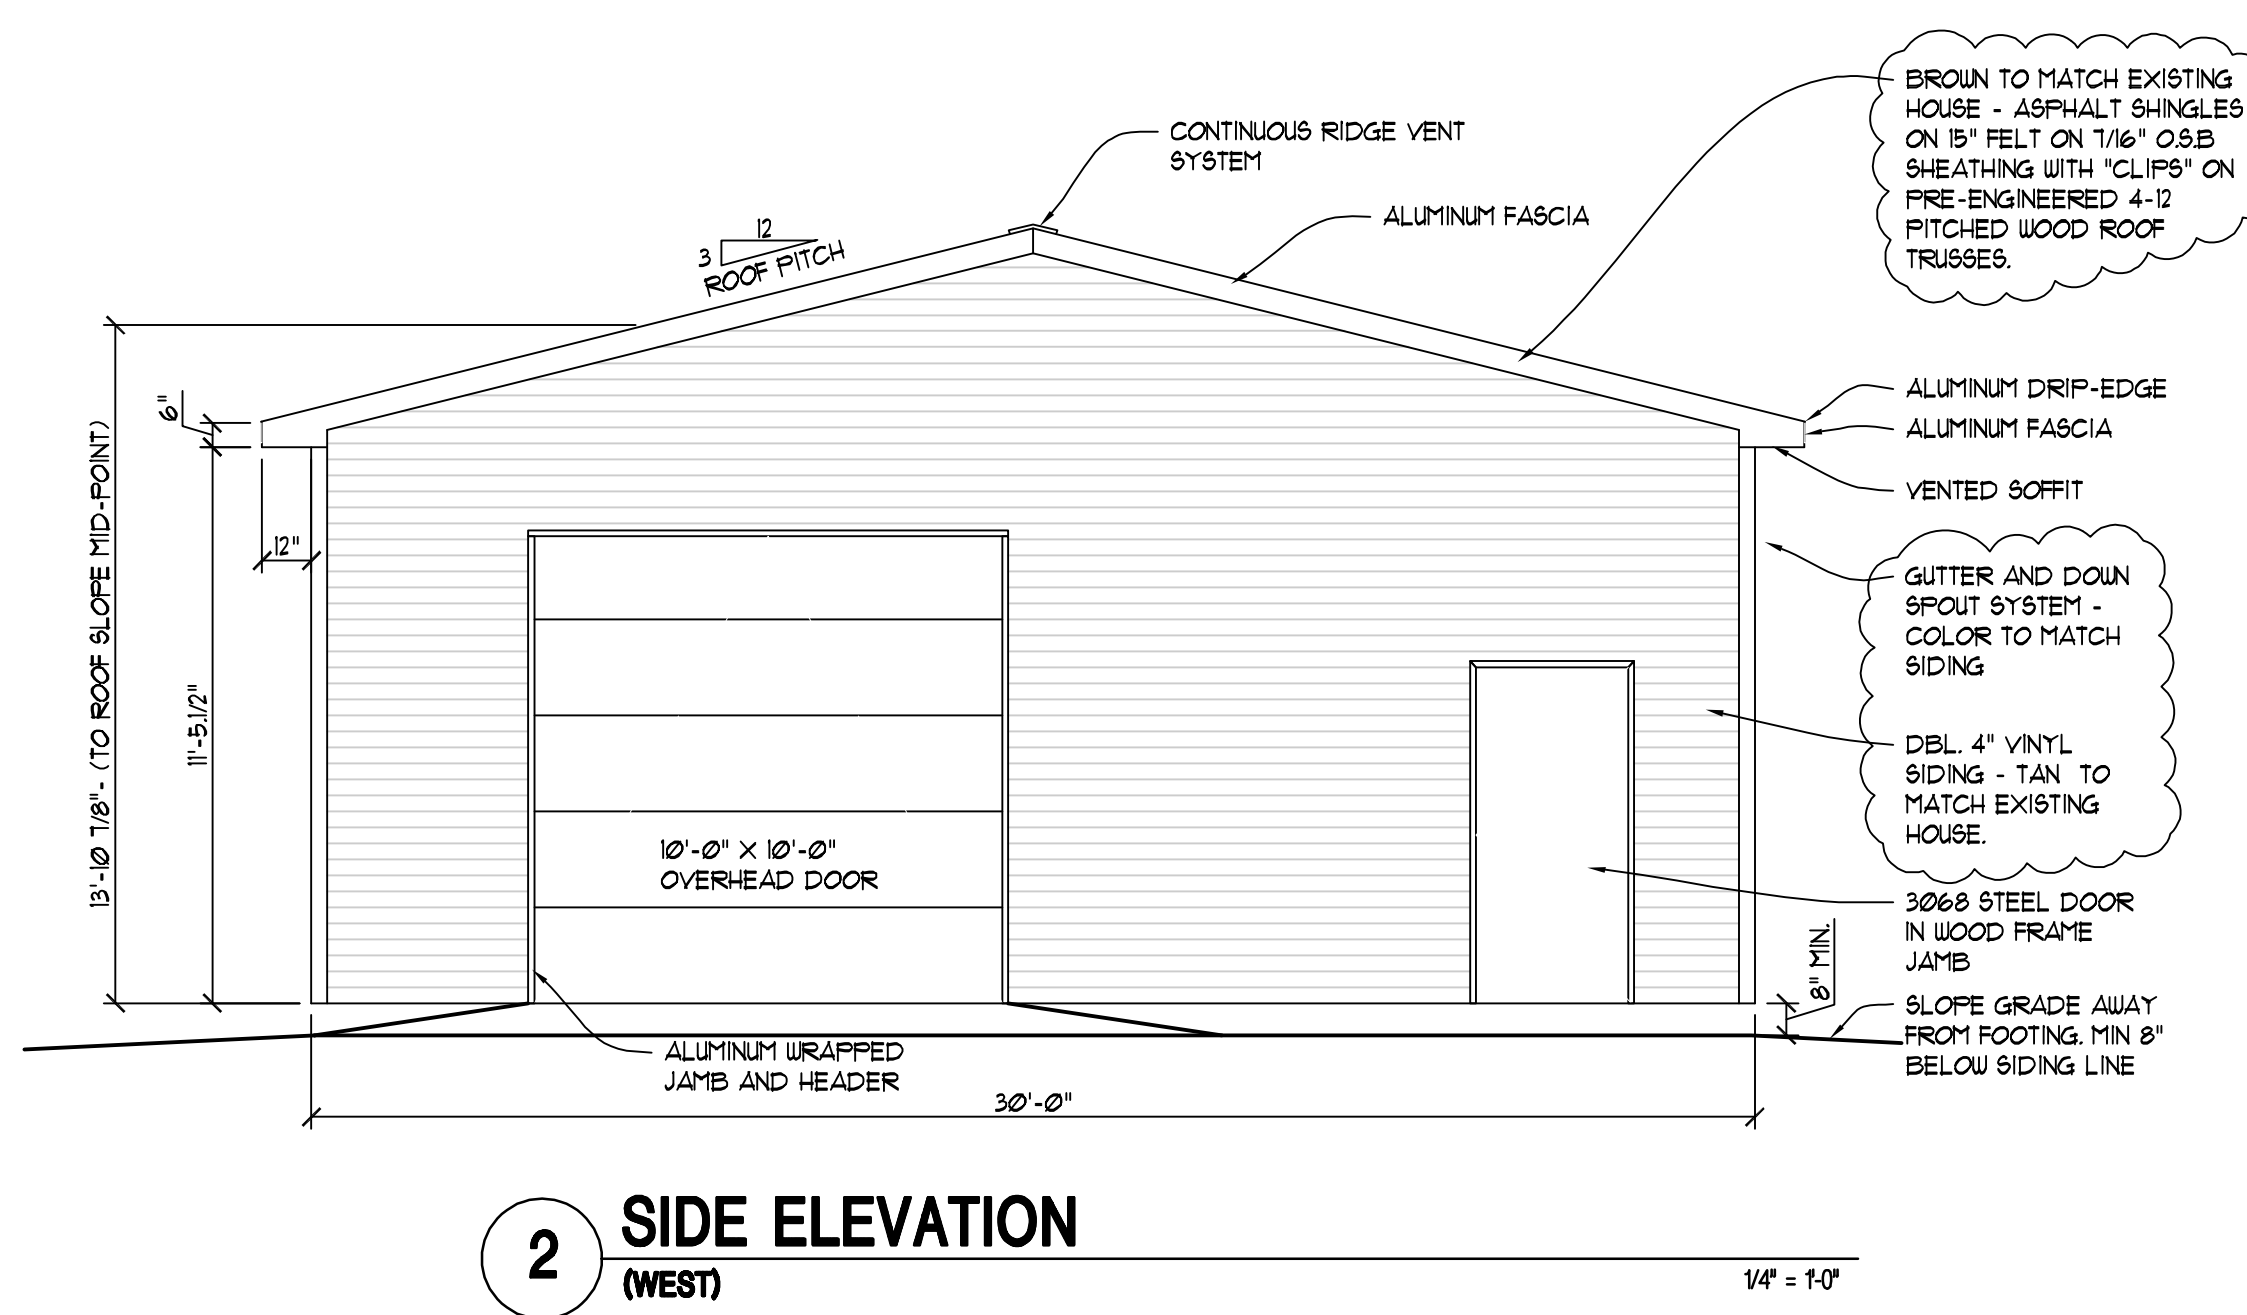 BROWN TO MATCH EXISTING
HOUSE - ASPHALT SHINGLES
ON 15" FELT ON 7/16" O.S.B
SHEATHING WITH "CLIPS" ON
PRE-ENGINEERED 4-12
PITCHED WOOD ROOF
TRUSSES.
CONTINUOUS RIDGE VENT
SYSTEM
ALUMINUM FASCIA
12
3
ROOF PITCH
ALUMINUM DRIP-EDGE
ALUMINUM FASCIA
VENTED SOFFIT
6"
12"
13'-10 7/8"- (TO ROOF SLOPE MID-POINT)
11'-5.1/2"
GUTTER AND DOWN
SPOUT SYSTEM -
COLOR TO MATCH
SIDING
DBL. 4" VINYL
SIDING - TAN TO
MATCH EXISTING
HOUSE.
10'-0" X 10'-0"
OVERHEAD DOOR
3068 STEEL DOOR
IN WOOD FRAME
JAMB
8" MIN.
SLOPE GRADE AWAY
FROM FOOTING. MIN 8"
BELOW SIDING LINE
ALUMINUM WRAPPED
JAMB AND HEADER
30'-0"
2
SIDE ELEVATION
(WEST)
1/4" = 1'-0"